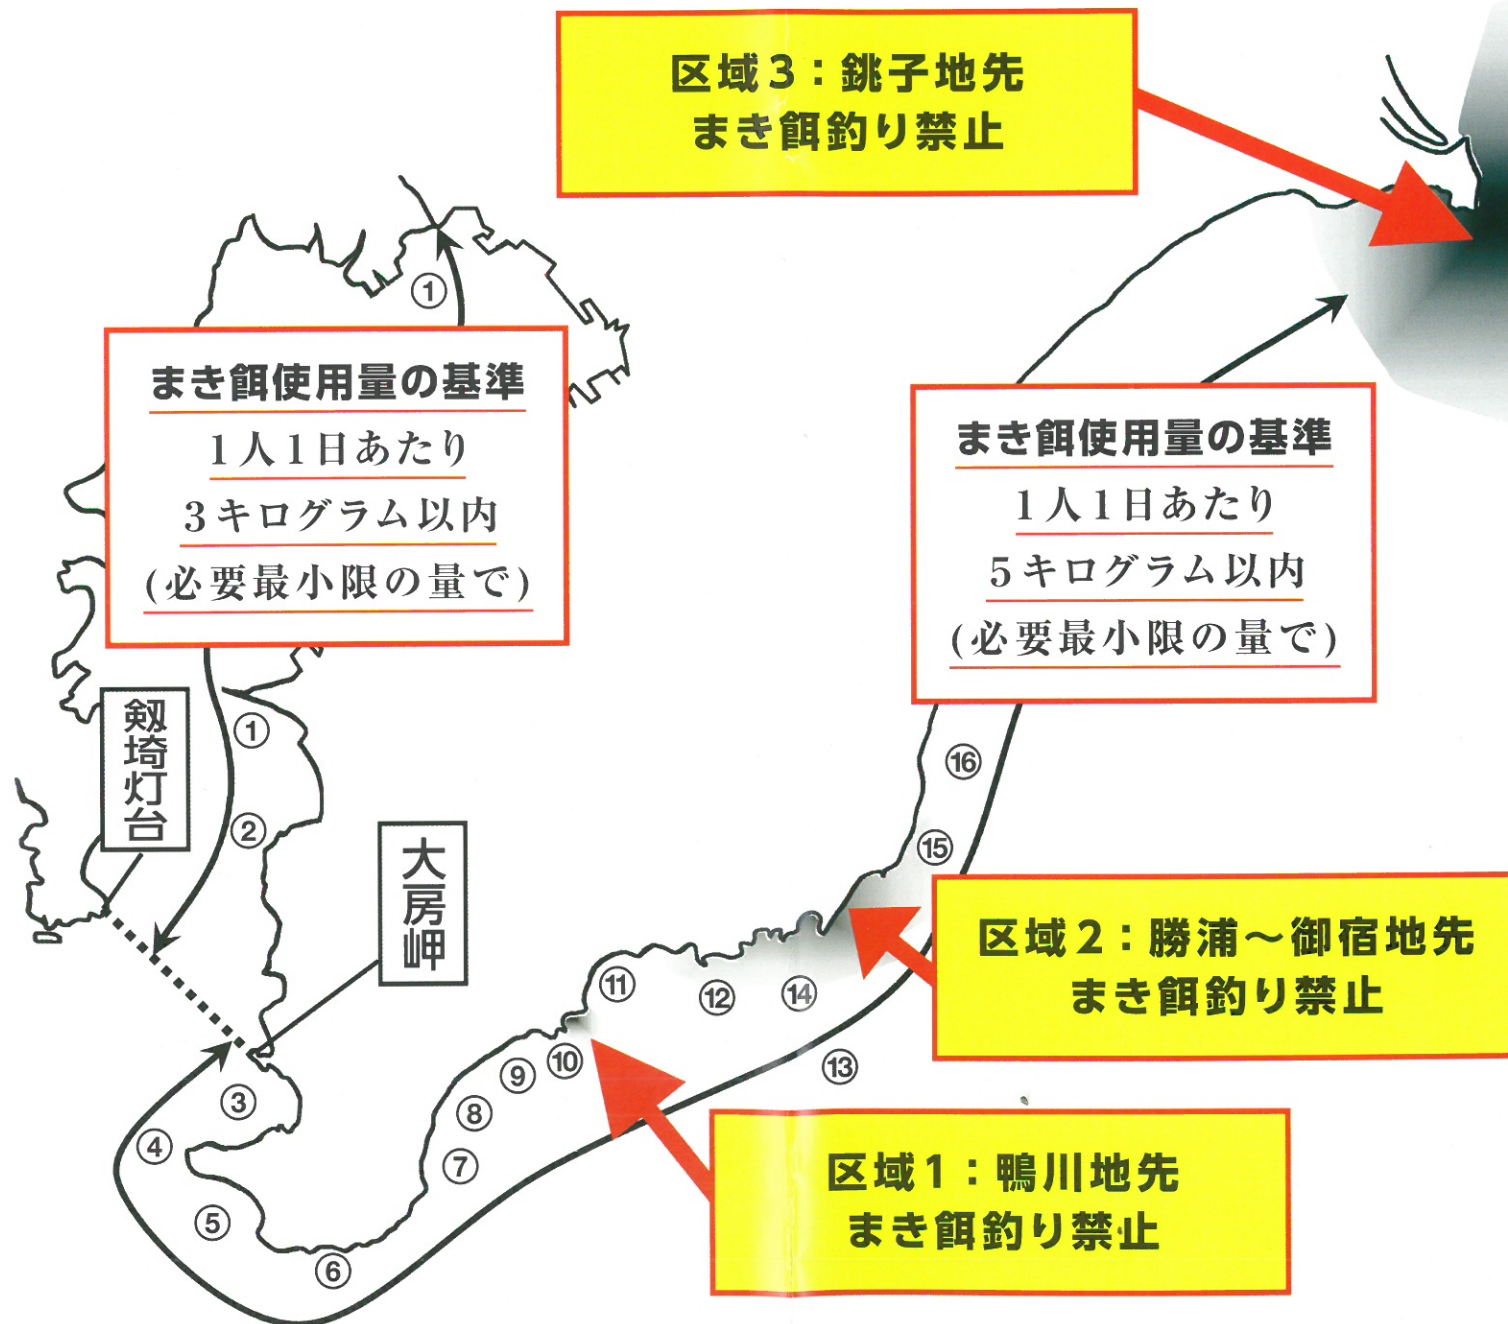 区域3：銚子地先
まき餌釣り禁止
①
まき餌使用量の基準
1人1日あたり
3キログラム以内
(必要最小限の量で)
まき餌使用量の基準
1人1日あたり
5キログラム以内
(必要最小限の量で)
剱埼灯台
①
②
大房岬
⑯
⑮
区域2：勝浦～御宿地先
まき餌釣り禁止
⑪
⑫
⑭
⑬
⑩
⑨
⑧
⑦
③
④
⑤
⑥
区域1：鴨川地先
まき餌釣り禁止